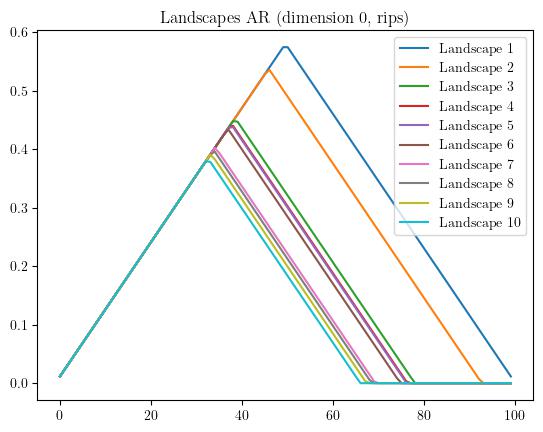 Landscapes AR (dimension 0, rips)
0.6
0.5
0.4
0.3
0.2
0.1
0.0
0
20
40
60
80
100
Landscape 1
Landscape 2
Landscape 3
Landscape 4
Landscape 5
Landscape 6
Landscape 7
Landscape 8
Landscape 9
Landscape 10